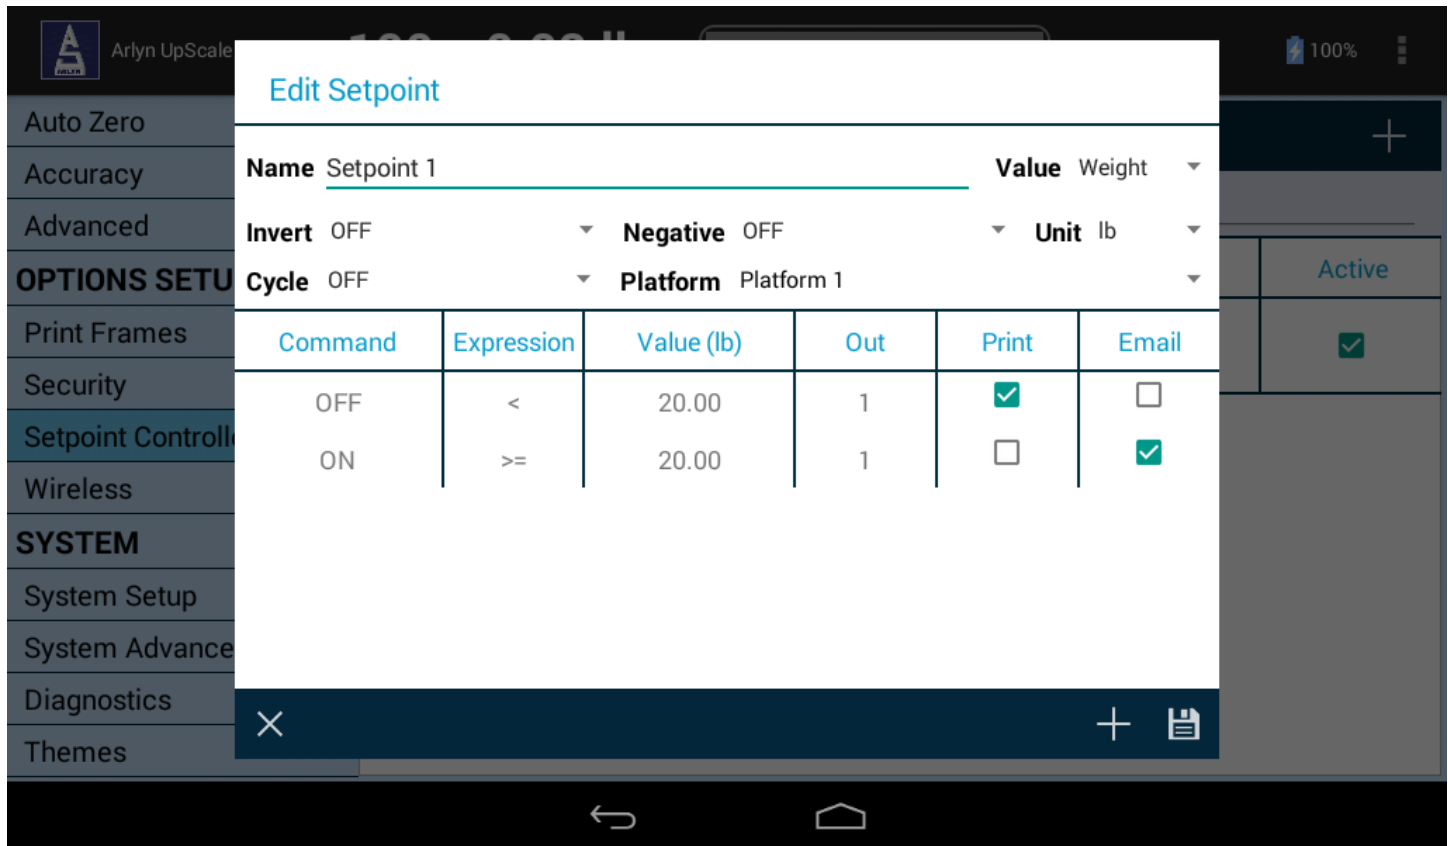 Arlyn UpScale
100%
Edit Setpoint
Auto Zero
Accuracy
Advanced
OPTIONS SETU
Print Frames
Security
Setpoint Controlle
Wireless
SYSTEM
System Setup
System Advance
Diagnostics
Themes
Name Setpoint 1 Value Weight
Invert OFF Negative OFF Unit lb
Cycle OFF Platform Platform 1
Active
Command Expression Value (lb) Out Print Email
OFF < 20.00 1
ON >= 20.00 1